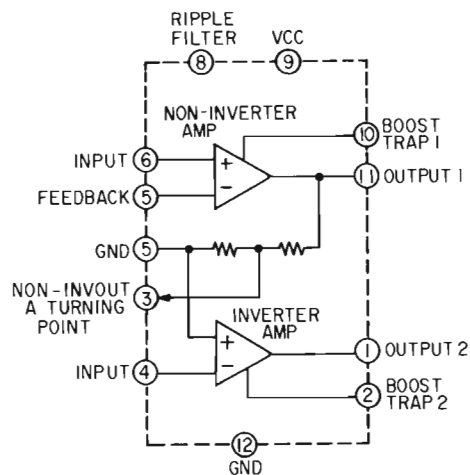 RIPPLE
FILTER
VCC
8
9
NON-INVERTER
AMP
10 BOOST
TRAP 1
INPUT 6
+
11 OUTPUT 1
FEEDBACK 5
−
GND 5
NON-INVOUT
A TURNING
POINT
3
INVERTER
AMP
+
1 OUTPUT 2
INPUT 4
−
2 BOOST
TRAP 2
12
GND